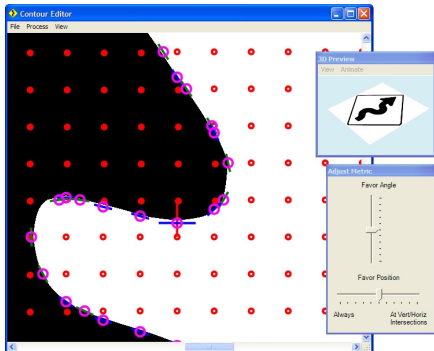 Contour Editor
File Process View
3D Preview
View Animate
Adjust Metric
Favor Angle
Favor Position
Always
At Vert/Horiz
Intersections